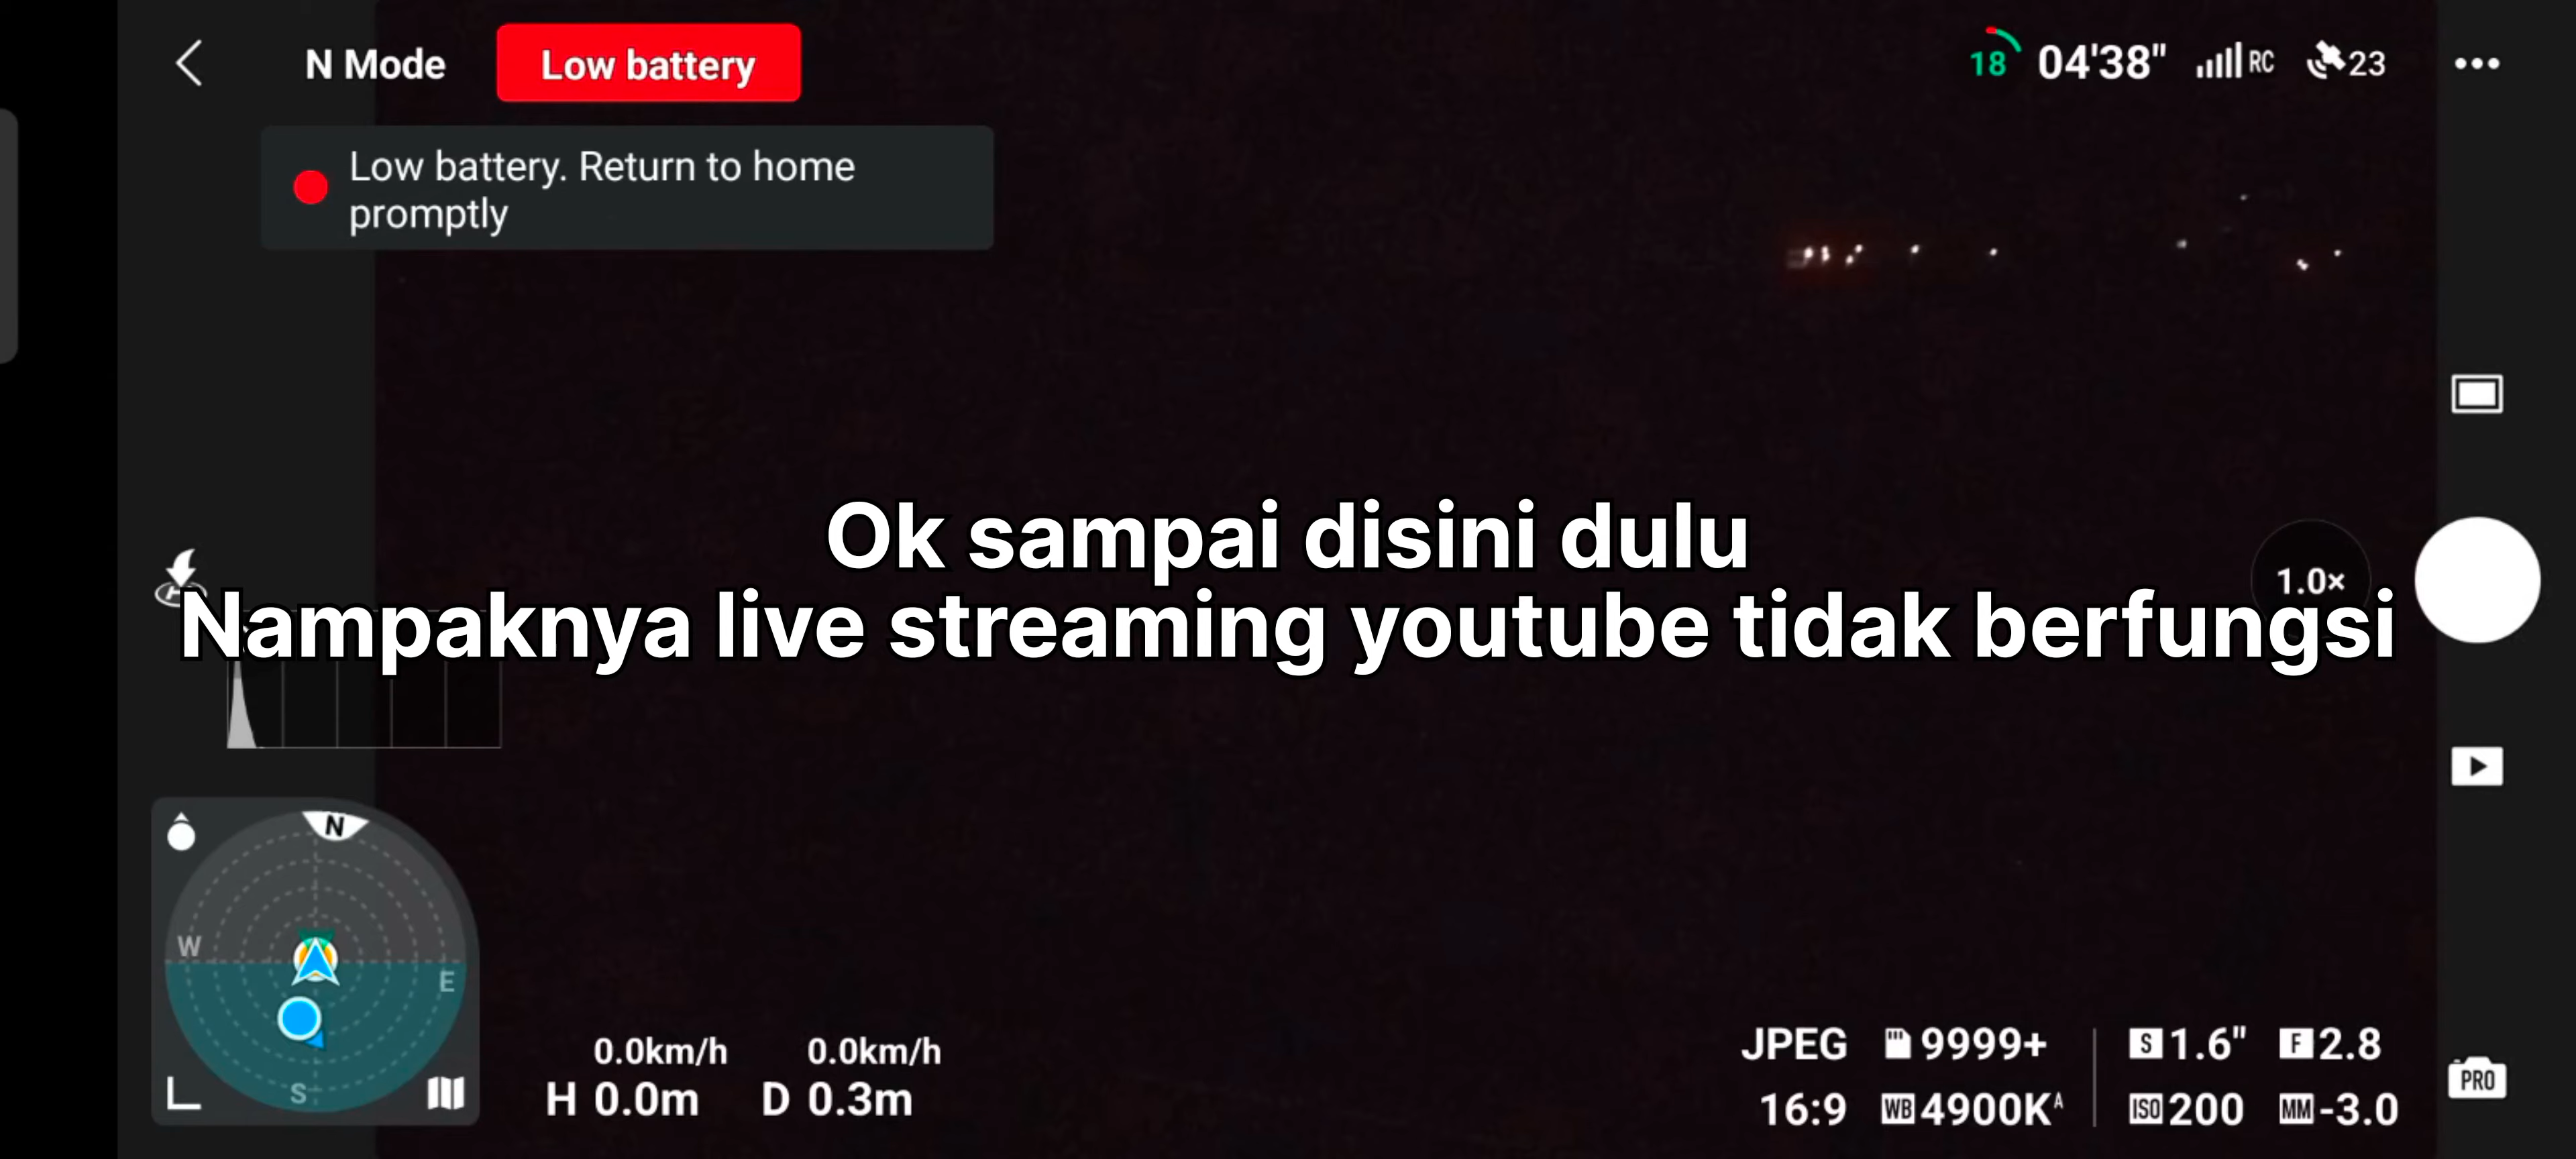 N Mode
Low battery
18
04'38"
RC
23
Low battery. Return to home
promptly
Ok sampai disini dulu
1.0×
Nampaknya live streaming youtube tidak berfungsi
N
W
E
S
0.0km/h 0.0km/h
H 0.0m D 0.3m
JPEG 9999+ S 1.6" F 2.8
16:9 WB 4900K A ISO 200 MM -3.0
PRO